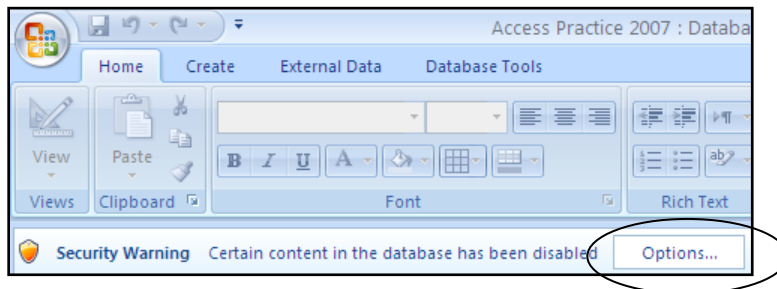 Access Practice 2007 : Databa
Home Create External Data Database Tools
View Paste B I U A ab
Views Clipboard Font Rich Text
Security Warning Certain content in the database has been disabled Options...